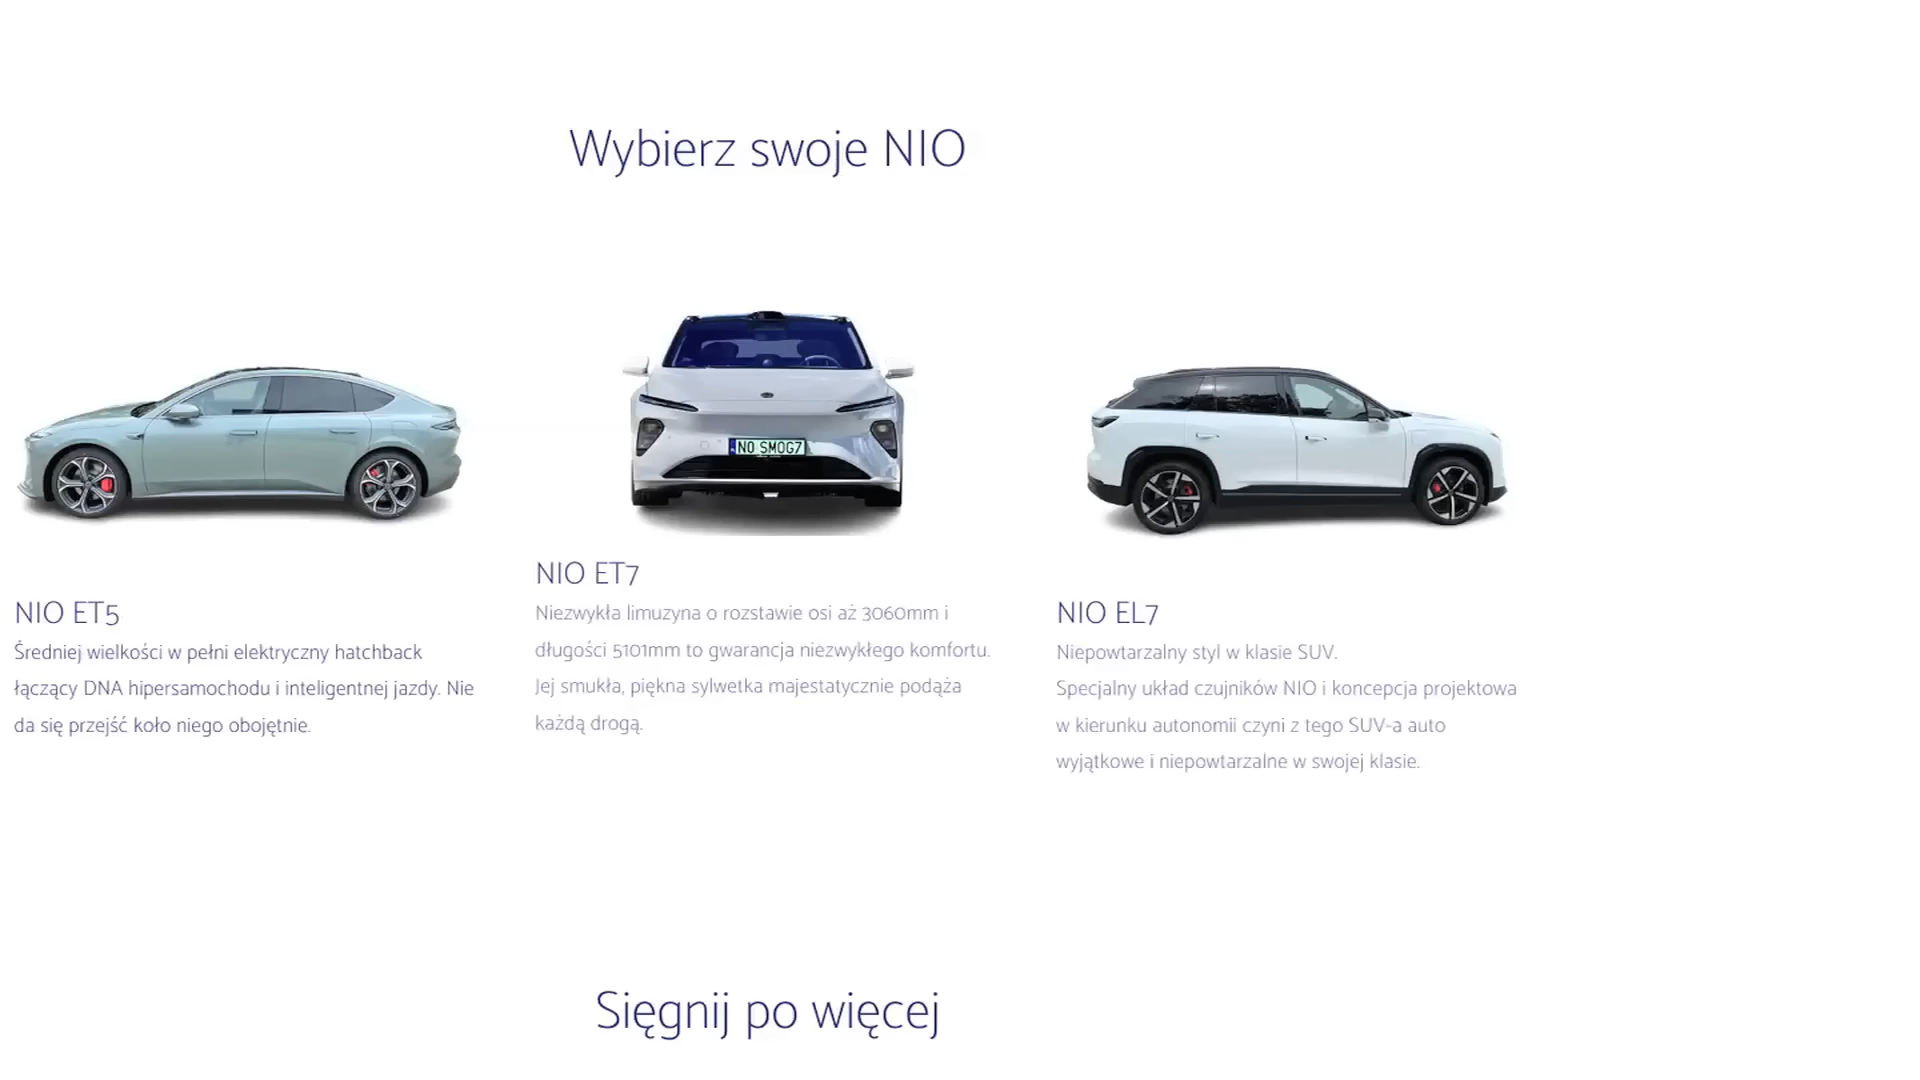 Wybierz swoje NIO
N0 SMOG7
NIO ET5
Średniej wielkości w pełni elektryczny hatchback
łączący DNA hipersamochodu i inteligentnej jazdy. Nie
da się przejść koło niego obojętnie.
NIO ET7
Niezwykła limuzyna o rozstawie osi aż 3060mm i
długości 5101mm to gwarancja niezwykłego komfortu.
Jej smukła, piękna sylwetka majestatycznie podąża
każdą drogą.
NIO EL7
Niepowtarzalny styl w klasie SUV.
Specjalny układ czujników NIO i koncepcja projektowa
w kierunku autonomii czyni z tego SUV-a auto
wyjątkowe i niepowtarzalne w swojej klasie.
Sięgnij po więcej